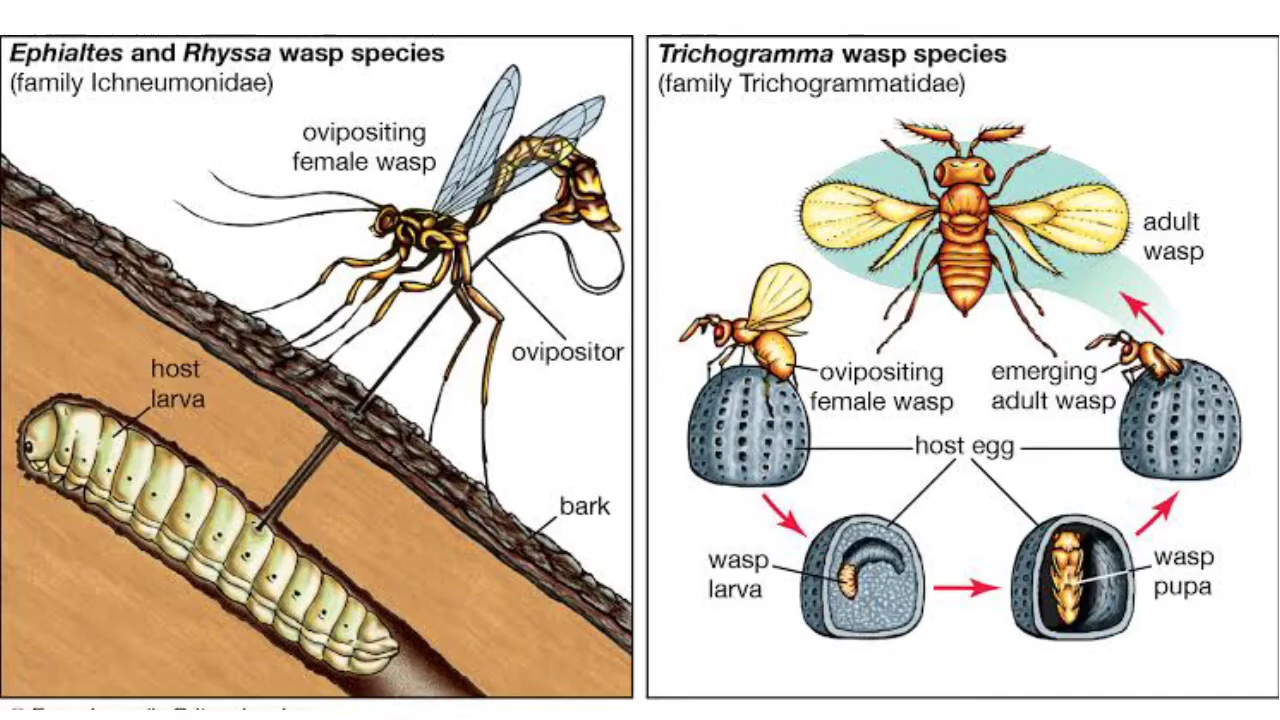 Ephialtes and Rhyssa wasp species
(family Ichneumonidae)
ovipositing
female wasp
ovipositor
host
larva
bark
Trichogramma wasp species
(family Trichogrammatidae)
adult
wasp
ovipositing
female wasp
emerging
adult wasp
host egg
wasp
larva
wasp
pupa